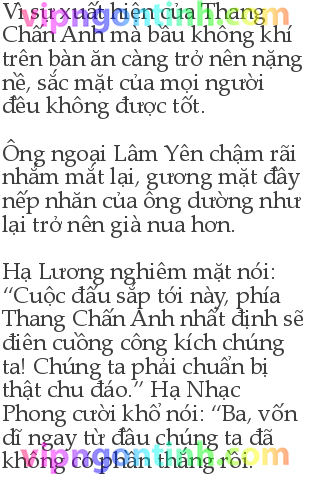 Vì sự xuất hiện của Thang
Chấn Anh mà bầu không khí
trên bàn ăn càng trở nên nặng
nề, sắc mặt của mọi người
đều không được tốt.

Ông ngoại Lâm Yên chậm rãi
nhắm mắt lại, gương mặt đầy
nếp nhăn của ông dường như
lại trở nên già nua hơn.

Hạ Lương nghiêm mặt nói:
“Cuộc đấu sắp tới này, phía
Thang Chấn Anh nhất định sẽ
điên cuồng công kích chúng
ta! Chúng ta phải chuẩn bị
thật chu đáo.” Hạ Nhạc
Phong cười khổ nói: “Ba, vốn
dĩ ngay từ đầu chúng ta đã
không có phần thắng rồi.
vipngontinh.com
vipngontinh.com